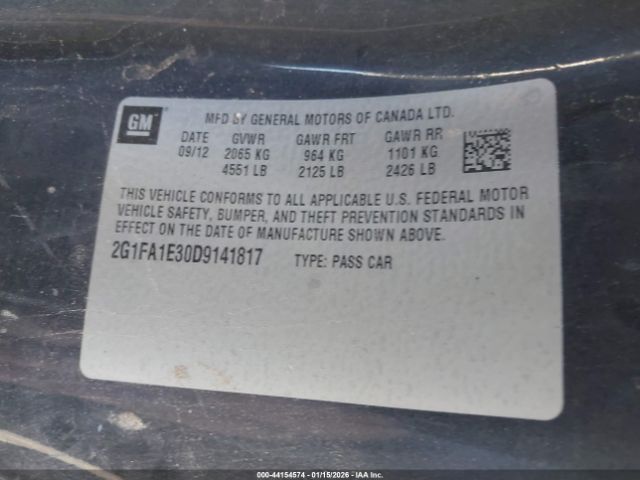 GM
MFD BY GENERAL MOTORS OF CANADA LTD.
DATE GVWR GAWR FRT GAWR RR
09/12 2065 KG 964 KG 1101 KG
4551 LB 2125 LB 2426 LB
THIS VEHICLE CONFORMS TO ALL APPLICABLE U.S. FEDERAL MOTOR
VEHICLE SAFETY, BUMPER, AND THEFT PREVENTION STANDARDS IN
EFFECT ON THE DATE OF MANUFACTURE SHOWN ABOVE.
2G1FA1E30D9141817 TYPE: PASS CAR
000-44154574 - 01/15/2026 - IAA Inc.